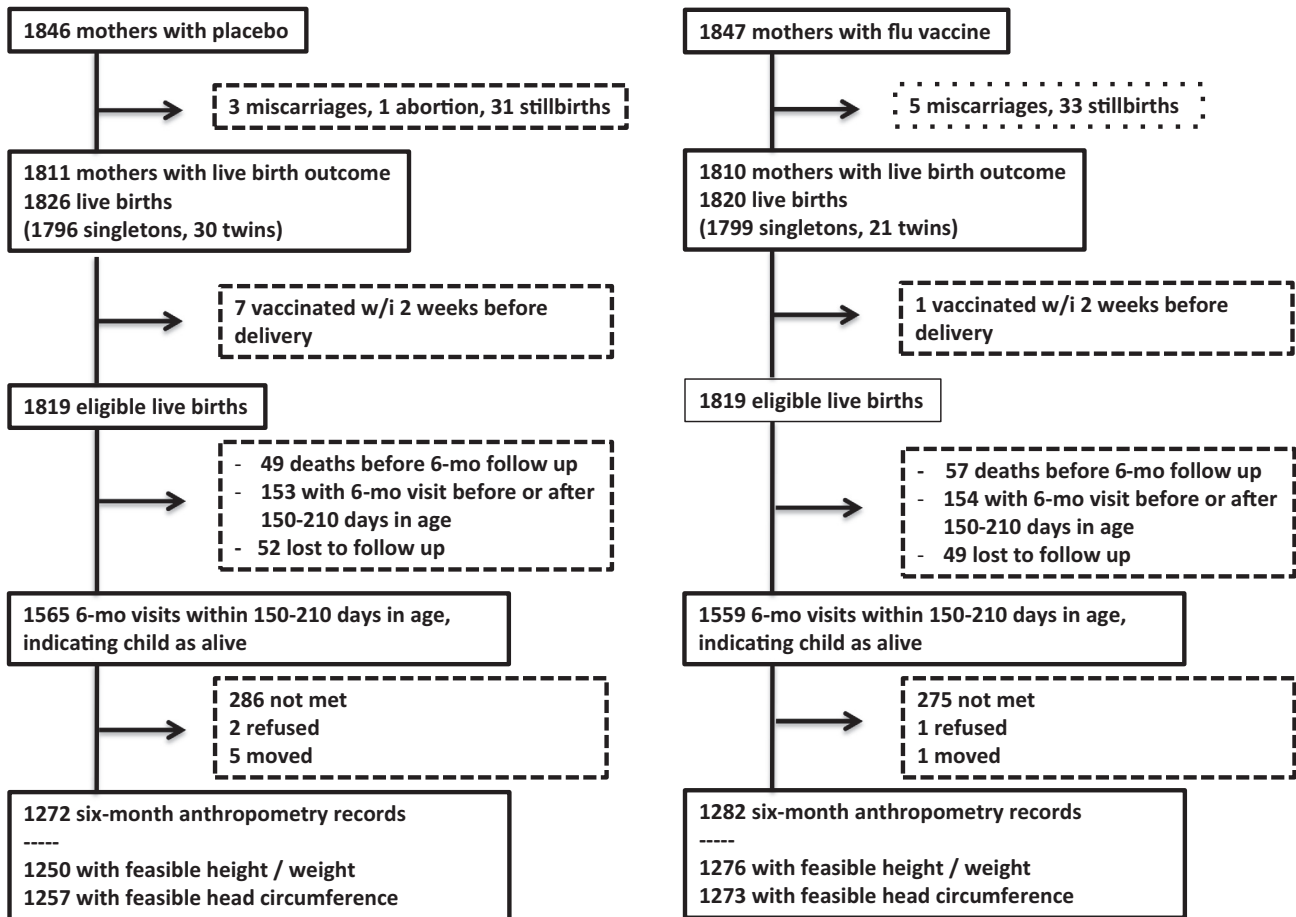 1846 mothers with placebo
3 miscarriages, 1 abortion, 31 stillbirths
1811 mothers with live birth outcome
1826 live births
(1796 singletons, 30 twins)
7 vaccinated w/i 2 weeks before
delivery
1819 eligible live births
- 49 deaths before 6-mo follow up
- 153 with 6-mo visit before or after
150-210 days in age
- 52 lost to follow up
1565 6-mo visits within 150-210 days in age,
indicating child as alive
286 not met
2 refused
5 moved
1272 six-month anthropometry records
-----
1250 with feasible height / weight
1257 with feasible head circumference
1847 mothers with flu vaccine
5 miscarriages, 33 stillbirths
1810 mothers with live birth outcome
1820 live births
(1799 singletons, 21 twins)
1 vaccinated w/i 2 weeks before
delivery
1819 eligible live births
- 57 deaths before 6-mo follow up
- 154 with 6-mo visit before or after
150-210 days in age
- 49 lost to follow up
1559 6-mo visits within 150-210 days in age,
indicating child as alive
275 not met
1 refused
1 moved
1282 six-month anthropometry records
-----
1276 with feasible height / weight
1273 with feasible head circumference